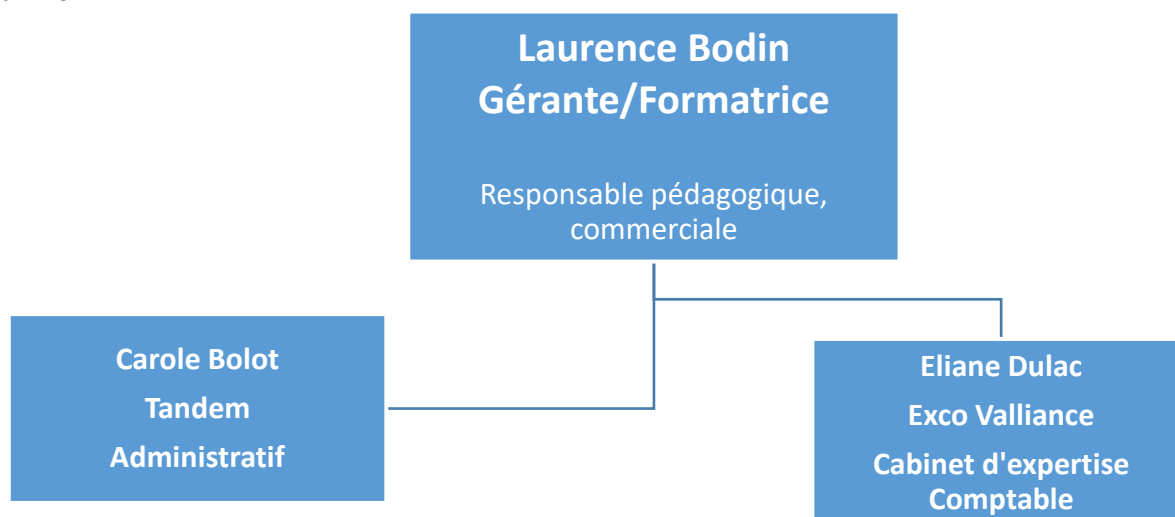 Laurence Bodin
Gérante/Formatrice
Responsable pédagogique,
commerciale
Carole Bolot
Tandem
Administratif
Eliane Dulac
Exco Valliance
Cabinet d'expertise
Comptable